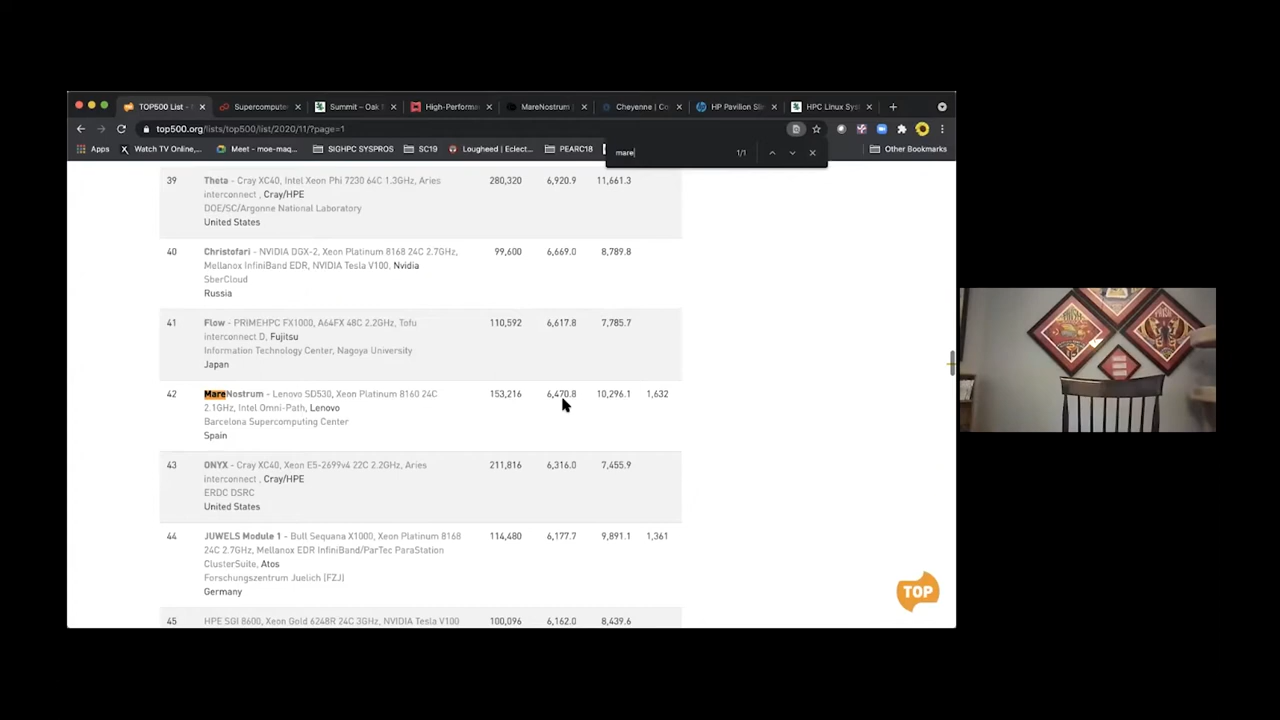 TOP500 List -
Supercompute
Summit – Oak
High-Performa
MareNostrum |
Cheyenne | Co
HP Pavilion Sli
HPC Linux Sys
top500.org/lists/top500/list/2020/11/?page=1
Apps
Watch TV Online,...
Meet - moe-maq...
SIGHPC SYSPROS
SC19
Lougheed | Eclect...
PEARC18
Other Bookmarks
mare
1/1
39 Theta - Cray XC40, Intel Xeon Phi 7230 64C 1.3GHz, Aries 280,320 6,920.9 11,661.3
interconnect , Cray/HPE
DOE/SC/Argonne National Laboratory
United States
40 Christofari - NVIDIA DGX-2, Xeon Platinum 8168 24C 2.7GHz, 99,600 6,669.0 8,789.8
Mellanox InfiniBand EDR, NVIDIA Tesla V100, Nvidia
SberCloud
Russia
41 Flow - PRIMEHPC FX1000, A64FX 48C 2.2GHz, Tofu 110,592 6,617.8 7,785.7
interconnect D, Fujitsu
Information Technology Center, Nagoya University
Japan
42 MareNostrum - Lenovo SD530, Xeon Platinum 8160 24C 153,216 6,470.8 10,296.1 1,632
2.1GHz, Intel Omni-Path, Lenovo
Barcelona Supercomputing Center
Spain
43 ONYX - Cray XC40, Xeon E5-2699v4 22C 2.2GHz, Aries 211,816 6,316.0 7,455.9
interconnect , Cray/HPE
ERDC DSRC
United States
44 JUWELS Module 1 - Bull Sequana X1000, Xeon Platinum 8168 114,480 6,177.7 9,891.1 1,361
24C 2.7GHz, Mellanox EDR InfiniBand/ParTec ParaStation
ClusterSuite, Atos
Forschungszentrum Juelich (FZJ)
Germany
45 HPE SGI 8600, Xeon Gold 6248R 24C 3GHz, NVIDIA Tesla V100 100,096 6,162.0 8,439.6
TOP